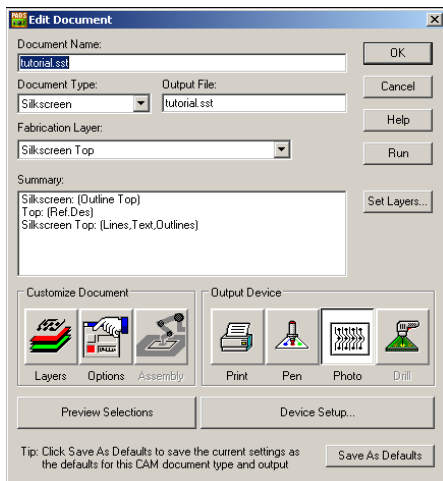 PADS Edit Document
Document Name:
tutorial.sst
OK
Document Type:
Output File:
Silkscreen
tutorial.sst
Cancel
Fabrication Layer:
Help
Silkscreen Top
Run
Summary:
Silkscreen: (Outline Top)
Top: (Ref.Des)
Silkscreen Top: (Lines,Text,Outlines)
Set Layers...
Customize Document
Layers Options Assembly
Output Device
Print Pen Photo Drill
Preview Selections
Device Setup...
Tip: Click Save As Defaults to save the current settings as
the defaults for this CAM document type and output
Save As Defaults